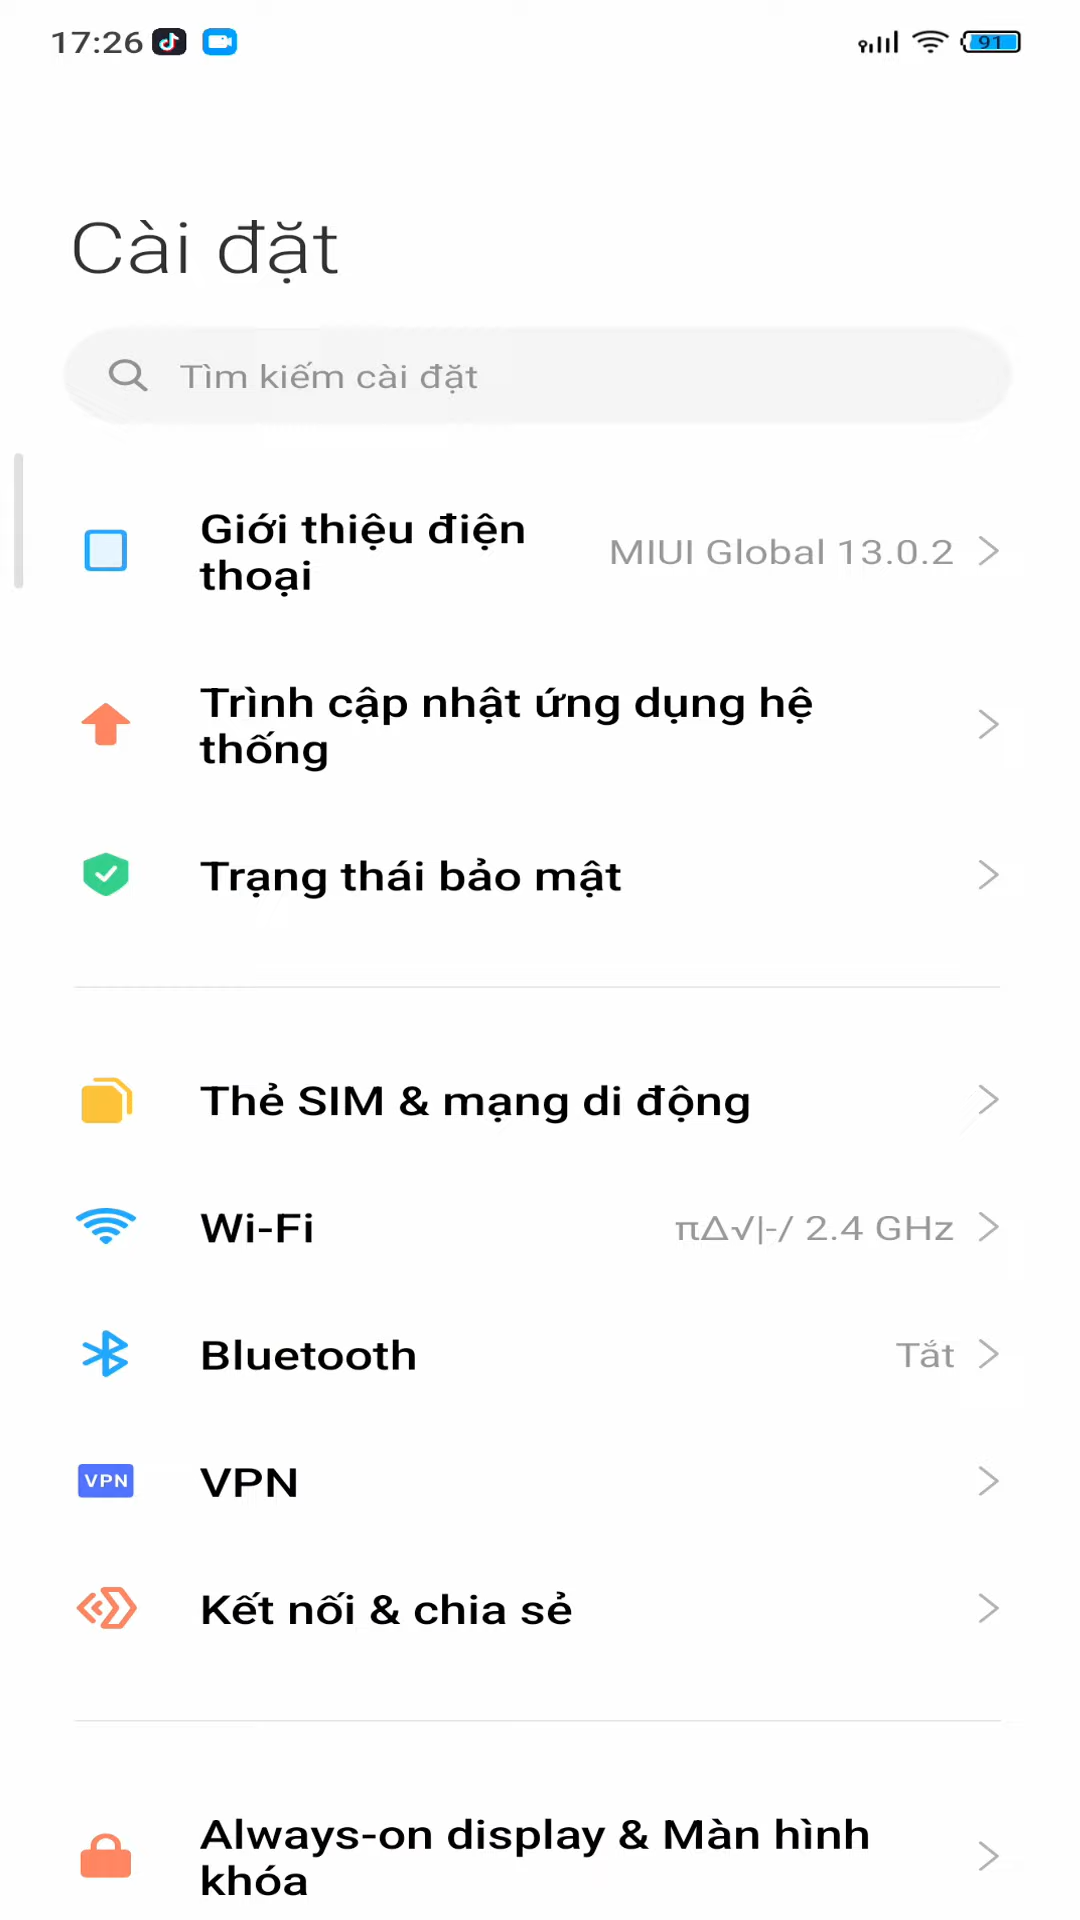 17:26
91
Cài đặt
Tìm kiếm cài đặt
Giới thiệu điện
thoại
MIUI Global 13.0.2
Trình cập nhật ứng dụng hệ
thống
Trạng thái bảo mật
Thẻ SIM & mạng di động
Wi-Fi
π∆√|-/ 2.4 GHz
Bluetooth
Tắt
VPN
VPN
Kết nối & chia sẻ
Always-on display & Màn hình
khóa